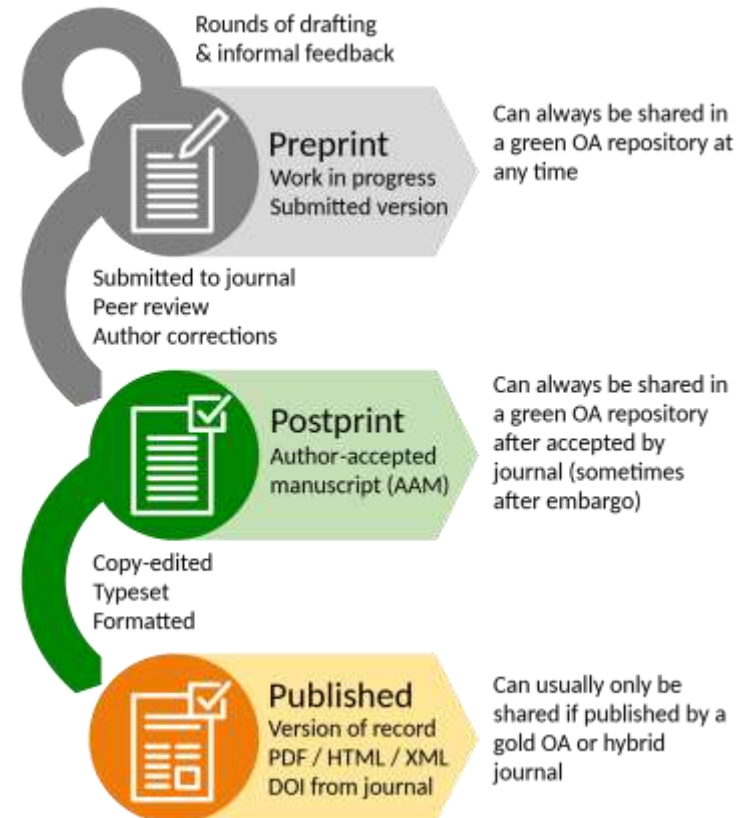 Rounds of drafting
& informal feedback
Preprint
Work in progress
Submitted version
Can always be shared in
a green OA repository at
any time
Submitted to journal
Peer review
Author corrections
Postprint
Author-accepted
manuscript (AAM)
Can always be shared in
a green OA repository
after accepted by
journal (sometimes
after embargo)
Copy-edited
Typeset
Formatted
Published
Version of record
PDF / HTML / XML
DOI from journal
Can usually only be
shared if published by a
gold OA or hybrid
journal